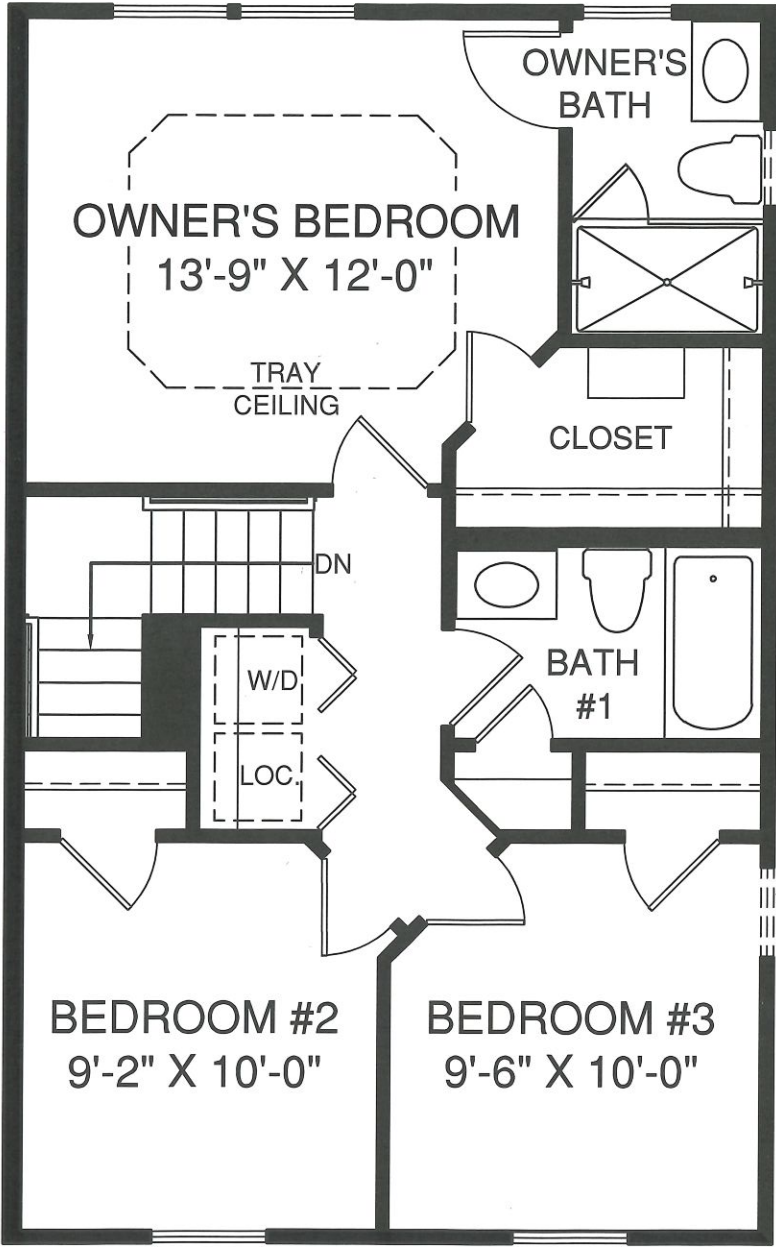 OWNER'S
BATH
OWNER'S BEDROOM
13'-9" X 12'-0"
TRAY
CEILING
CLOSET
DN
W/D
BATH
#1
LOC.
BEDROOM #2
9'-2" X 10'-0"
BEDROOM #3
9'-6" X 10'-0"